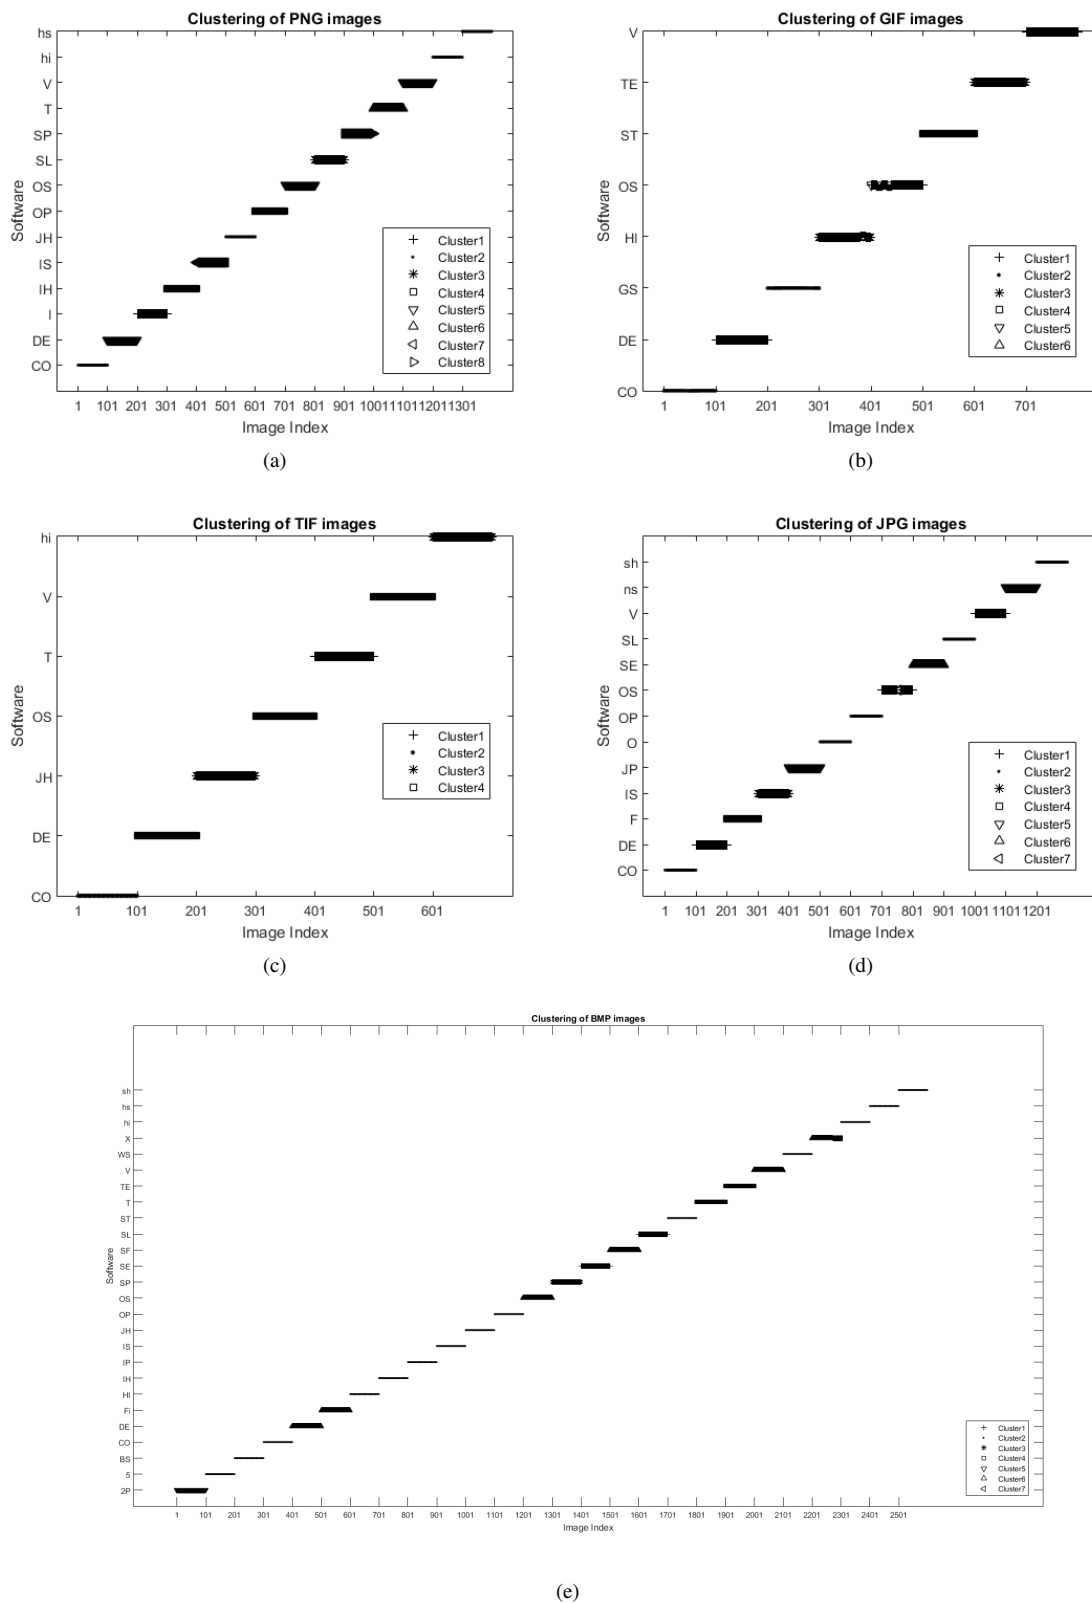 Clustering of PNG images
hs
hi
V
T
SP
SL
OS
OP
JH
IS
IH
I
DE
CO
Software
Cluster1
Cluster2
Cluster3
Cluster4
Cluster5
Cluster6
Cluster7
Cluster8
1 101 201 301 401 501 601 701 801 901 1001 1101 1201 1301
Image Index
(a)
Clustering of GIF images
V
TE
ST
OS
HI
GS
DE
CO
Software
Cluster1
Cluster2
Cluster3
Cluster4
Cluster5
Cluster6
1 101 201 301 401 501 601 701
Image Index
(b)
Clustering of TIF images
hi
V
T
OS
JH
DE
CO
Software
Cluster1
Cluster2
Cluster3
Cluster4
1 101 201 301 401 501 601
Image Index
(c)
Clustering of JPG images
sh
ns
V
SL
SE
OS
OP
O
JP
IS
F
DE
CO
Software
Cluster1
Cluster2
Cluster3
Cluster4
Cluster5
Cluster6
Cluster7
1 101 201 301 401 501 601 701 801 901 1001 1101 1201
Image Index
(d)
Clustering of BMP images
sh
hs
hi
X
WS
V
TE
T
ST
SL
SF
SE
SP
OS
OP
JH
IS
IP
IH
HI
Fi
DE
CO
BS
5
2P
Software
Cluster1
Cluster2
Cluster3
Cluster4
Cluster5
Cluster6
Cluster7
1 101 201 301 401 501 601 701 801 901 1001 1101 1201 1301 1401 1501 1601 1701 1801 1901 2001 2101 2201 2301 2401 2501
Image Index
(e)